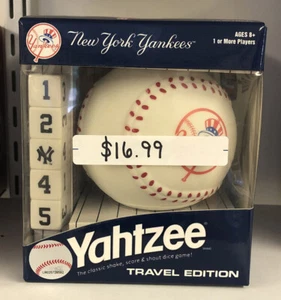 New York Yankees
AGES 8+
1 or More Players
1
2
NY
4
5
$16.99
Yahtzee
The classic shake, score & shout dice game!
TRAVEL EDITION